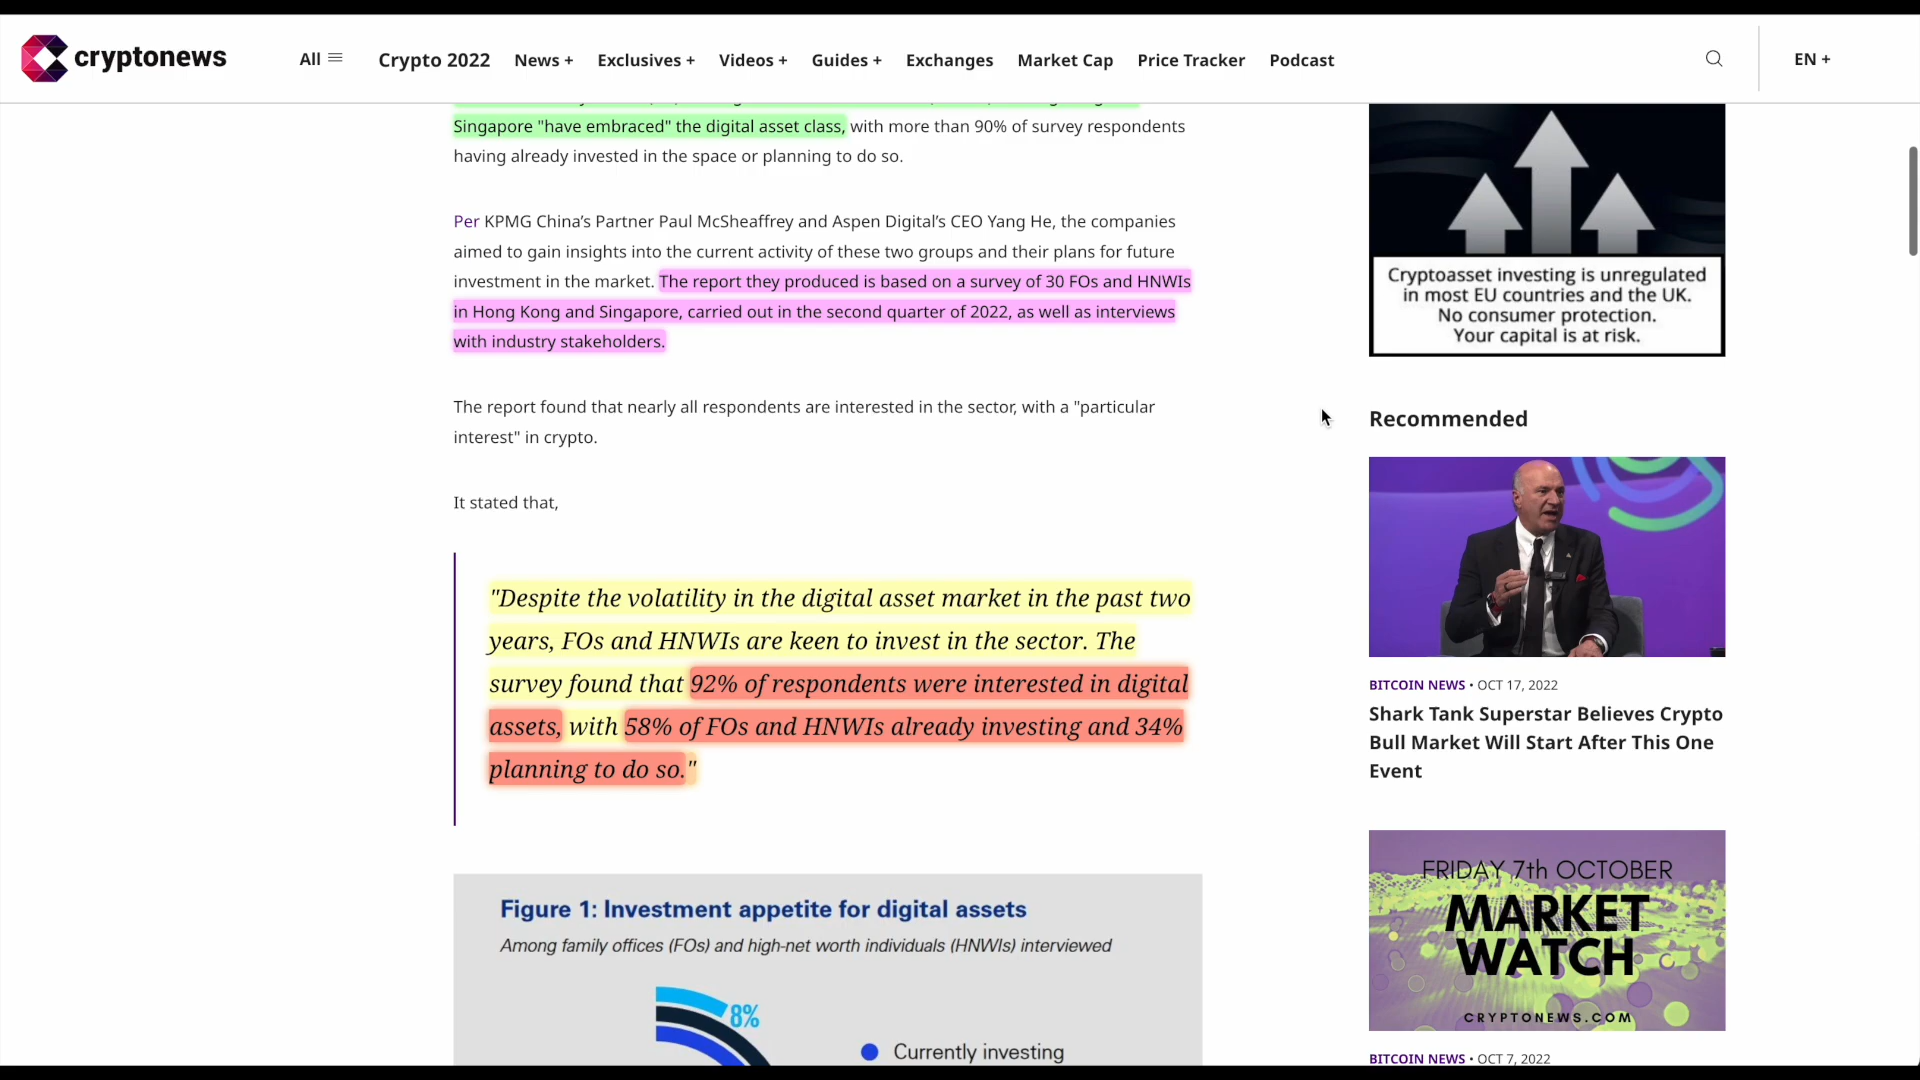 cryptonews
All
Crypto 2022
News +
Exclusives +
Videos +
Guides +
Exchanges
Market Cap
Price Tracker
Podcast
EN +
Singapore "have embraced" the digital asset class, with more than 90% of survey respondents
having already invested in the space or planning to do so.
Per KPMG China’s Partner Paul McSheaffrey and Aspen Digital’s CEO Yang He, the companies
aimed to gain insights into the current activity of these two groups and their plans for future
investment in the market. The report they produced is based on a survey of 30 FOs and HNWIs
in Hong Kong and Singapore, carried out in the second quarter of 2022, as well as interviews
with industry stakeholders.
The report found that nearly all respondents are interested in the sector, with a "particular
interest" in crypto.
It stated that,
"Despite the volatility in the digital asset market in the past two
years, FOs and HNWIs are keen to invest in the sector. The
survey found that 92% of respondents were interested in digital
assets, with 58% of FOs and HNWIs already investing and 34%
planning to do so."
Figure 1: Investment appetite for digital assets
Among family offices (FOs) and high-net worth individuals (HNWIs) interviewed
8%
Currently investing
Cryptoasset investing is unregulated
in most EU countries and the UK.
No consumer protection.
Your capital is at risk.
Recommended
BITCOIN NEWS • OCT 17, 2022
Shark Tank Superstar Believes Crypto
Bull Market Will Start After This One
Event
FRIDAY 7th OCTOBER
MARKET
WATCH
CRYPTONEWS.COM
BITCOIN NEWS • OCT 7, 2022